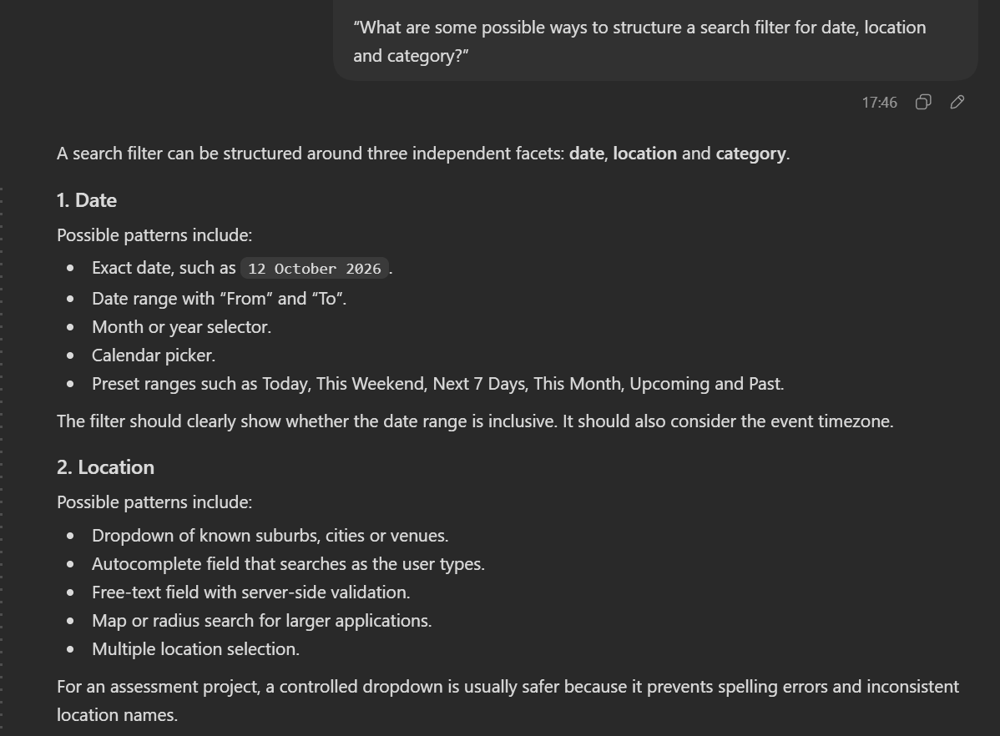 “What are some possible ways to structure a search filter for date, location
and category?”
17:46
A search filter can be structured around three independent facets: date, location and category.
1. Date
Possible patterns include:
• Exact date, such as 12 October 2026.
• Date range with “From” and “To”.
• Month or year selector.
• Calendar picker.
• Preset ranges such as Today, This Weekend, Next 7 Days, This Month, Upcoming and Past.
The filter should clearly show whether the date range is inclusive. It should also consider the event timezone.
2. Location
Possible patterns include:
• Dropdown of known suburbs, cities or venues.
• Autocomplete field that searches as the user types.
• Free-text field with server-side validation.
• Map or radius search for larger applications.
• Multiple location selection.
For an assessment project, a controlled dropdown is usually safer because it prevents spelling errors and inconsistent
location names.